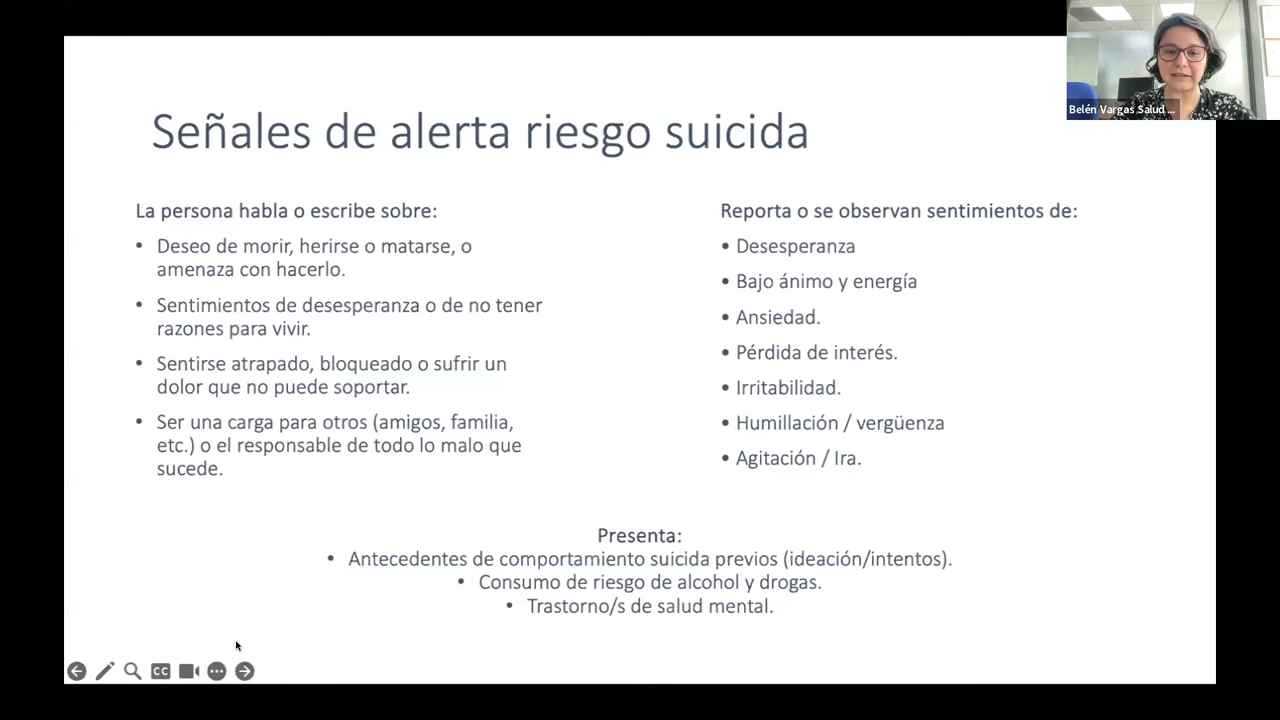 Belén Vargas Salud ...
Señales de alerta riesgo suicida
La persona habla o escribe sobre:
• Deseo de morir, herirse o matarse, o
amenaza con hacerlo.
• Sentimientos de desesperanza o de no tener
razones para vivir.
• Sentirse atrapado, bloqueado o sufrir un
dolor que no puede soportar.
• Ser una carga para otros (amigos, familia,
etc.) o el responsable de todo lo malo que
sucede.
Reporta o se observan sentimientos de:
• Desesperanza
• Bajo ánimo y energía
• Ansiedad.
• Pérdida de interés.
• Irritabilidad.
• Humillación / vergüenza
• Agitación / Ira.
Presenta:
• Antecedentes de comportamiento suicida previos (ideación/intentos).
• Consumo de riesgo de alcohol y drogas.
• Trastorno/s de salud mental.
CC